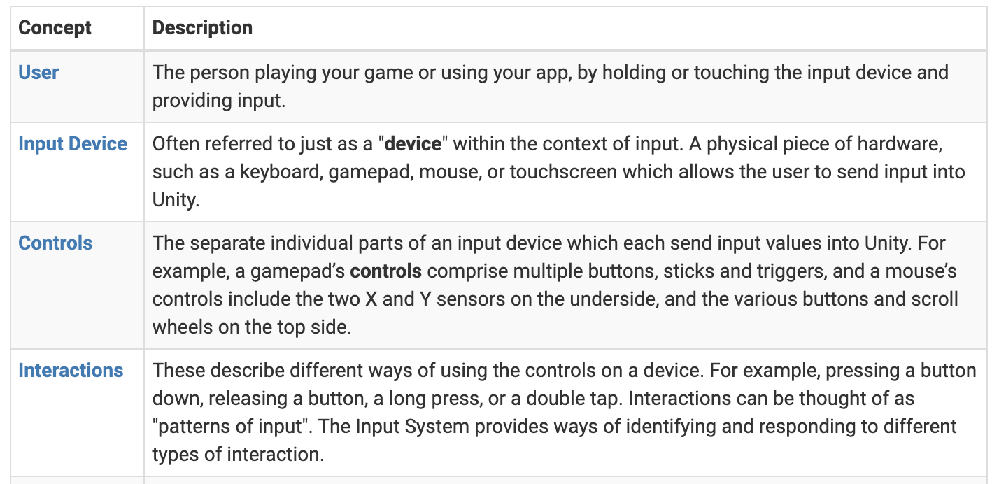 Concept Description
User The person playing your game or using your app, by holding or touching the input device and
providing input.
Input Device Often referred to just as a "device" within the context of input. A physical piece of hardware,
such as a keyboard, gamepad, mouse, or touchscreen which allows the user to send input into
Unity.
Controls The separate individual parts of an input device which each send input values into Unity. For
example, a gamepad’s controls comprise multiple buttons, sticks and triggers, and a mouse’s
controls include the two X and Y sensors on the underside, and the various buttons and scroll
wheels on the top side.
Interactions These describe different ways of using the controls on a device. For example, pressing a button
down, releasing a button, a long press, or a double tap. Interactions can be thought of as
"patterns of input". The Input System provides ways of identifying and responding to different
types of interaction.